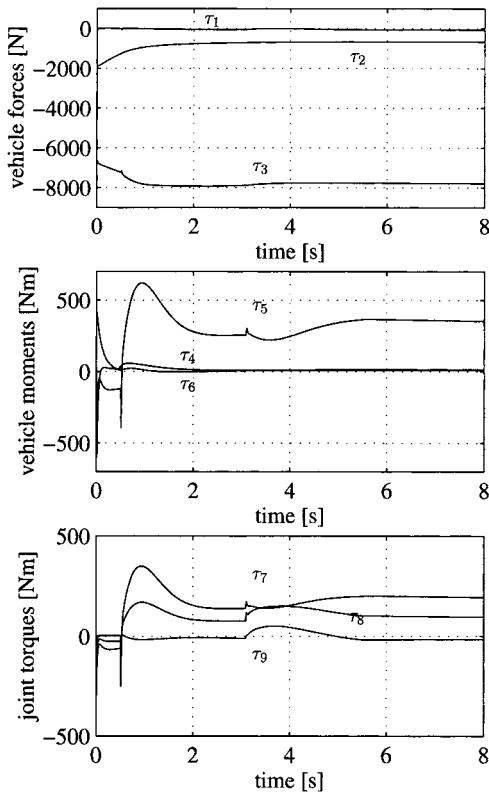 vehicle forces [N]
0
−2000
−4000
−6000
−8000
τ1
τ2
τ3
0 2 4 6 8
time [s]
vehicle moments [Nm]
500
0
−500
τ5
τ4
τ6
0 2 4 6 8
time [s]
joint torques [Nm]
500
0
−500
τ7
τ8
τ9
0 2 4 6 8
time [s]